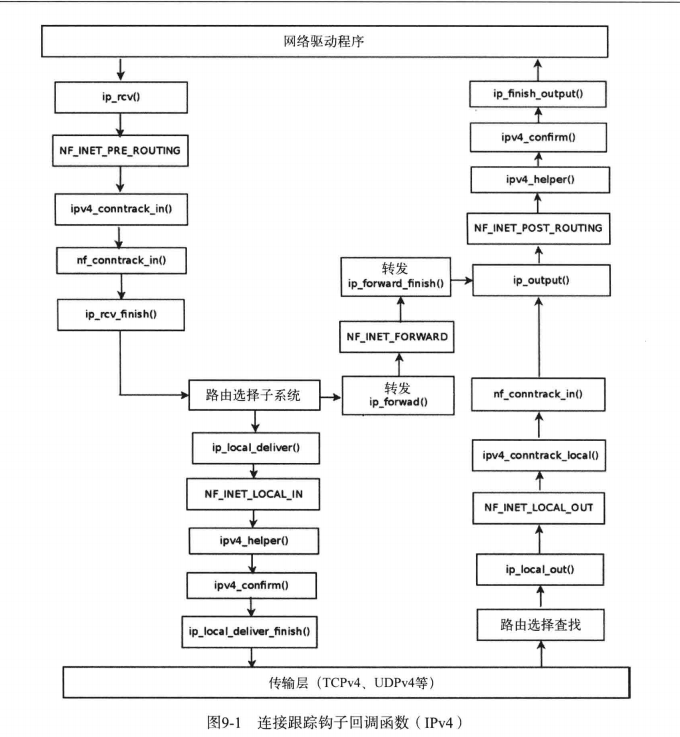 网络驱动程序
ip_rcv()
NF_INET_PRE_ROUTING
ipv4_conntrack_in()
nf_conntrack_in()
ip_rcv_finish()
路由选择子系统
ip_local_deliver()
NF_INET_LOCAL_IN
ipv4_helper()
ipv4_confirm()
ip_local_deliver_finish()
转发
ip_forwad()
NF_INET_FORWARD
转发
ip_forward_finish()
ip_finish_output()
ipv4_confirm()
ipv4_helper()
NF_INET_POST_ROUTING
ip_output()
nf_conntrack_in()
ipv4_conntrack_local()
NF_INET_LOCAL_OUT
ip_local_out()
路由选择查找
传输层（TCPv4、UDPv4等）
图9-1 连接跟踪钩子回调函数（IPv4）